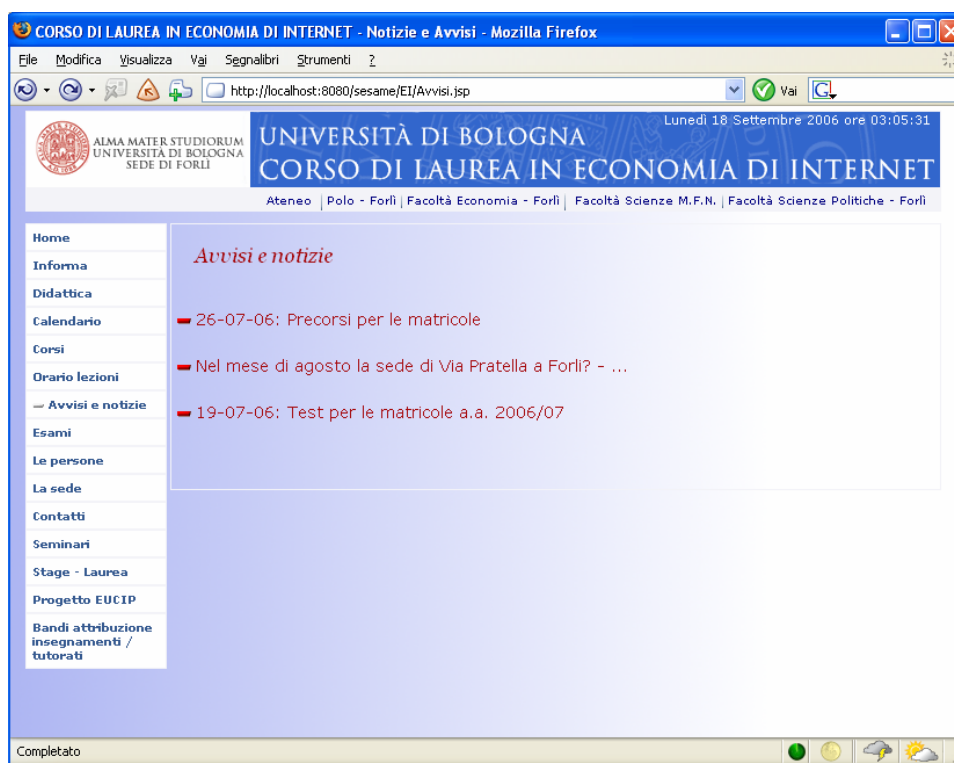 CORSO DI LAUREA IN ECONOMIA DI INTERNET - Notizie e Avvisi - Mozilla Firefox
File Modifica Visualizza Vai Segnalibri Strumenti ?
http://localhost:8080/sesame/EI/Avvisi.jsp Vai G
Lunedì 18 Settembre 2006 ore 03:05:31
ALMA MATER STUDIORUM
UNIVERSITÀ DI BOLOGNA
SEDE DI FORLÌ
UNIVERSITÀ DI BOLOGNA
CORSO DI LAUREA IN ECONOMIA DI INTERNET
Ateneo | Polo - Forlì | Facoltà Economia - Forlì | Facoltà Scienze M.F.N. | Facoltà Scienze Politiche - Forlì
Home
Informa
Didattica
Calendario
Corsi
Orario lezioni
Avvisi e notizie
Esami
Le persone
La sede
Contatti
Seminari
Stage - Laurea
Progetto EUCIP
Bandi attribuzione
insegnamenti /
tutorati
Avvisi e notizie
26-07-06: Precorsi per le matricole
Nel mese di agosto la sede di Via Pratella a Forli? - ...
19-07-06: Test per le matricole a.a. 2006/07
Completato